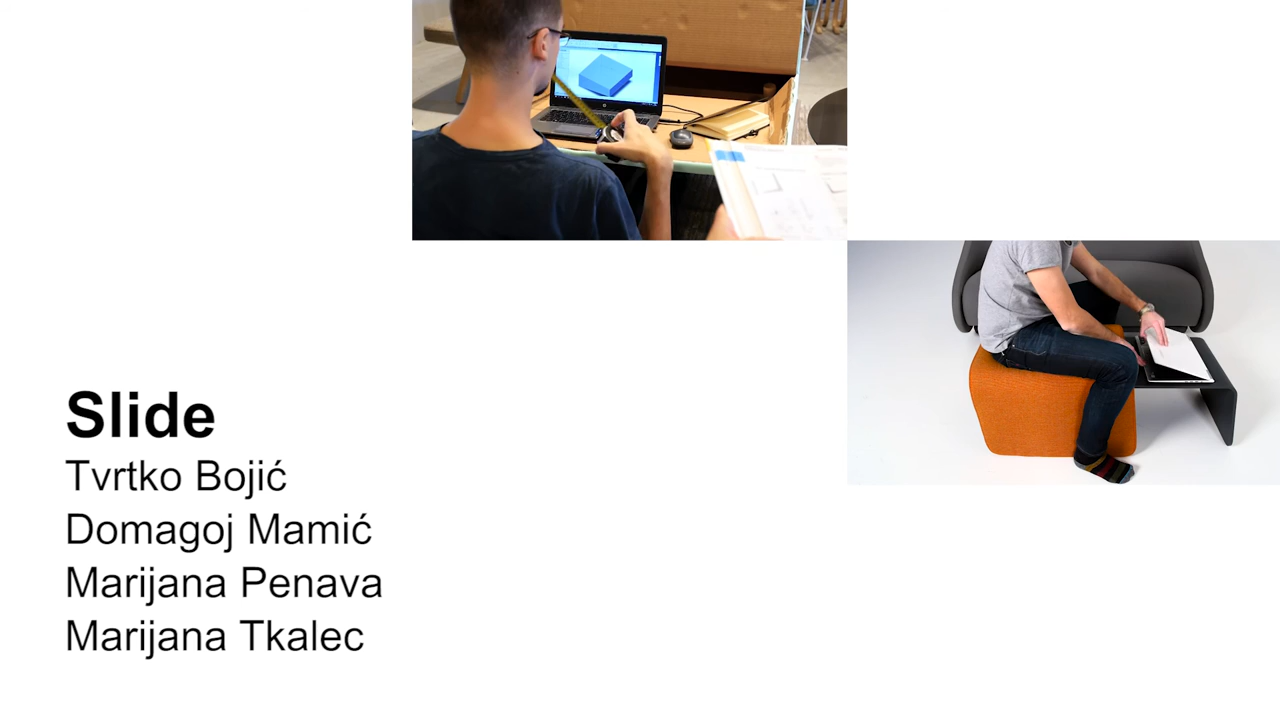 Slide
Tvrtko Bojić
Domagoj Mamić
Marijana Penava
Marijana Tkalec